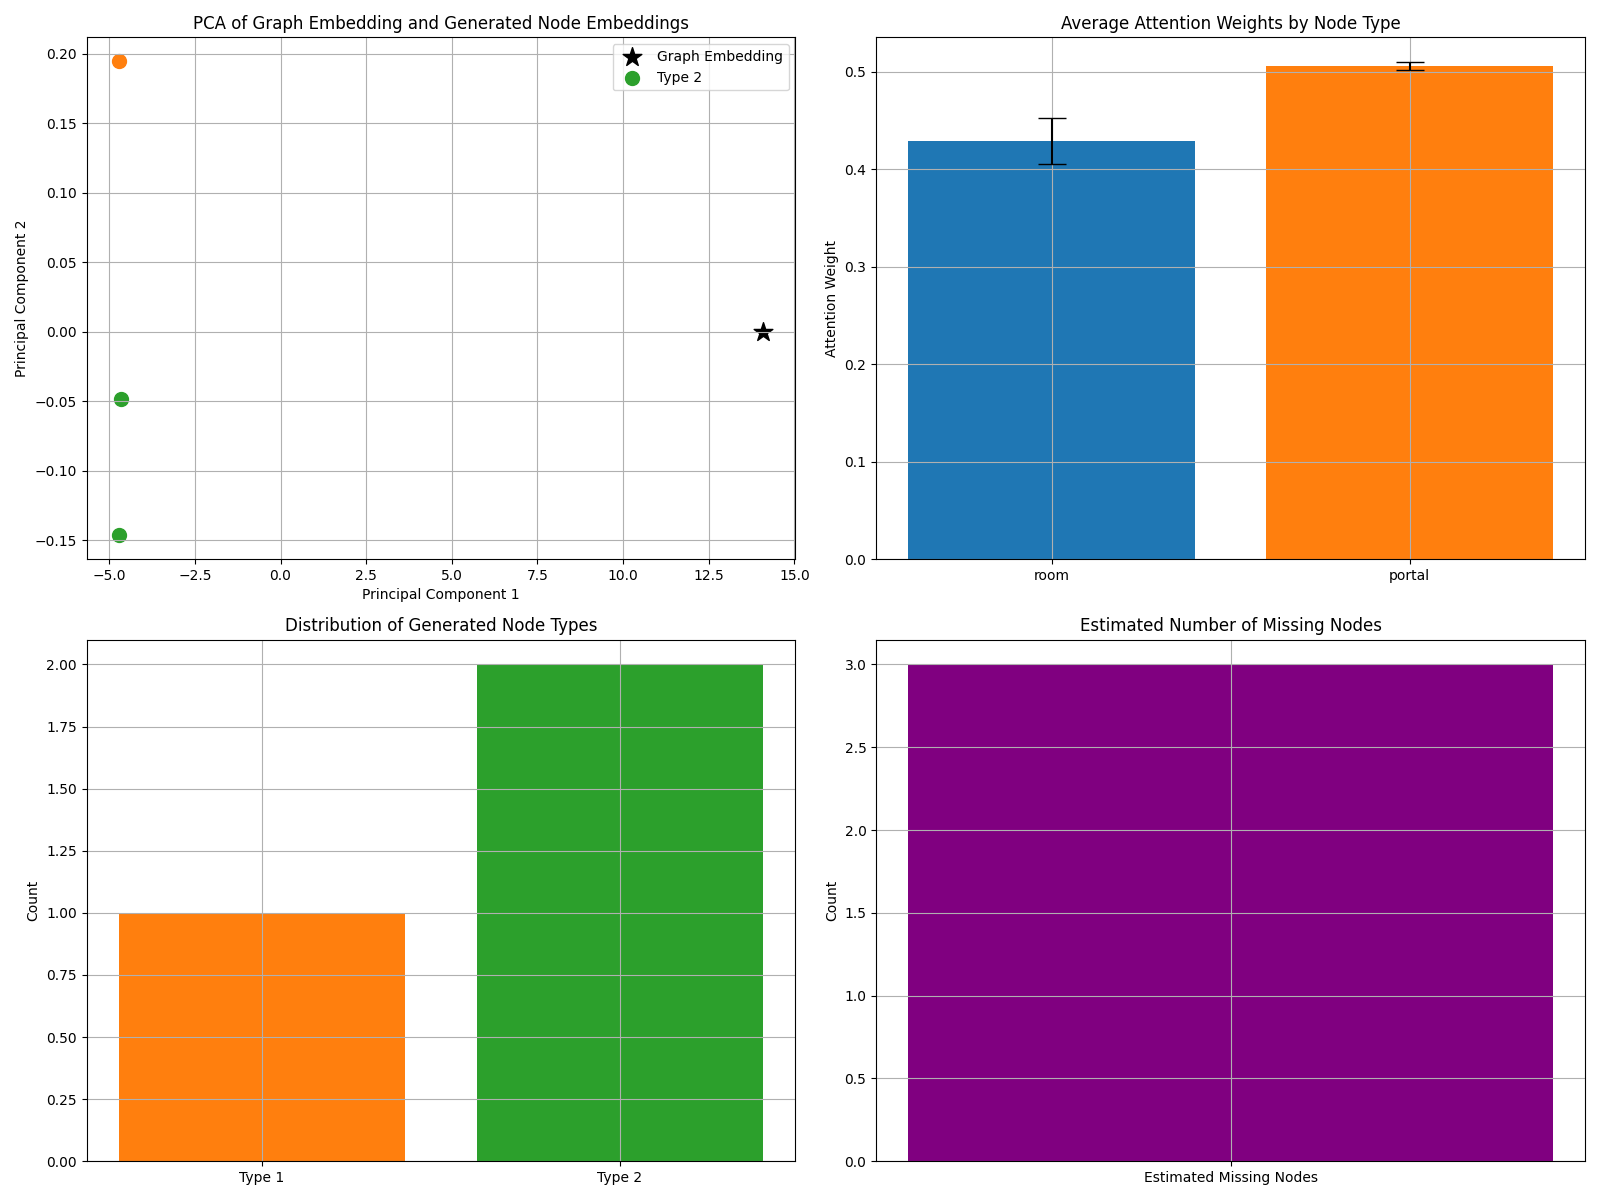 PCA of Graph Embedding and Generated Node Embeddings
Graph Embedding
Type 2
0.20
0.15
0.10
0.05
0.00
−0.05
−0.10
−0.15
Principal Component 2
−5.0 −2.5 0.0 2.5 5.0 7.5 10.0 12.5 15.0
Principal Component 1
Average Attention Weights by Node Type
0.5
0.4
0.3
0.2
0.1
0.0
Attention Weight
room portal
Distribution of Generated Node Types
2.00
1.75
1.50
1.25
1.00
0.75
0.50
0.25
0.00
Count
Type 1 Type 2
Estimated Number of Missing Nodes
3.0
2.5
2.0
1.5
1.0
0.5
0.0
Count
Estimated Missing Nodes